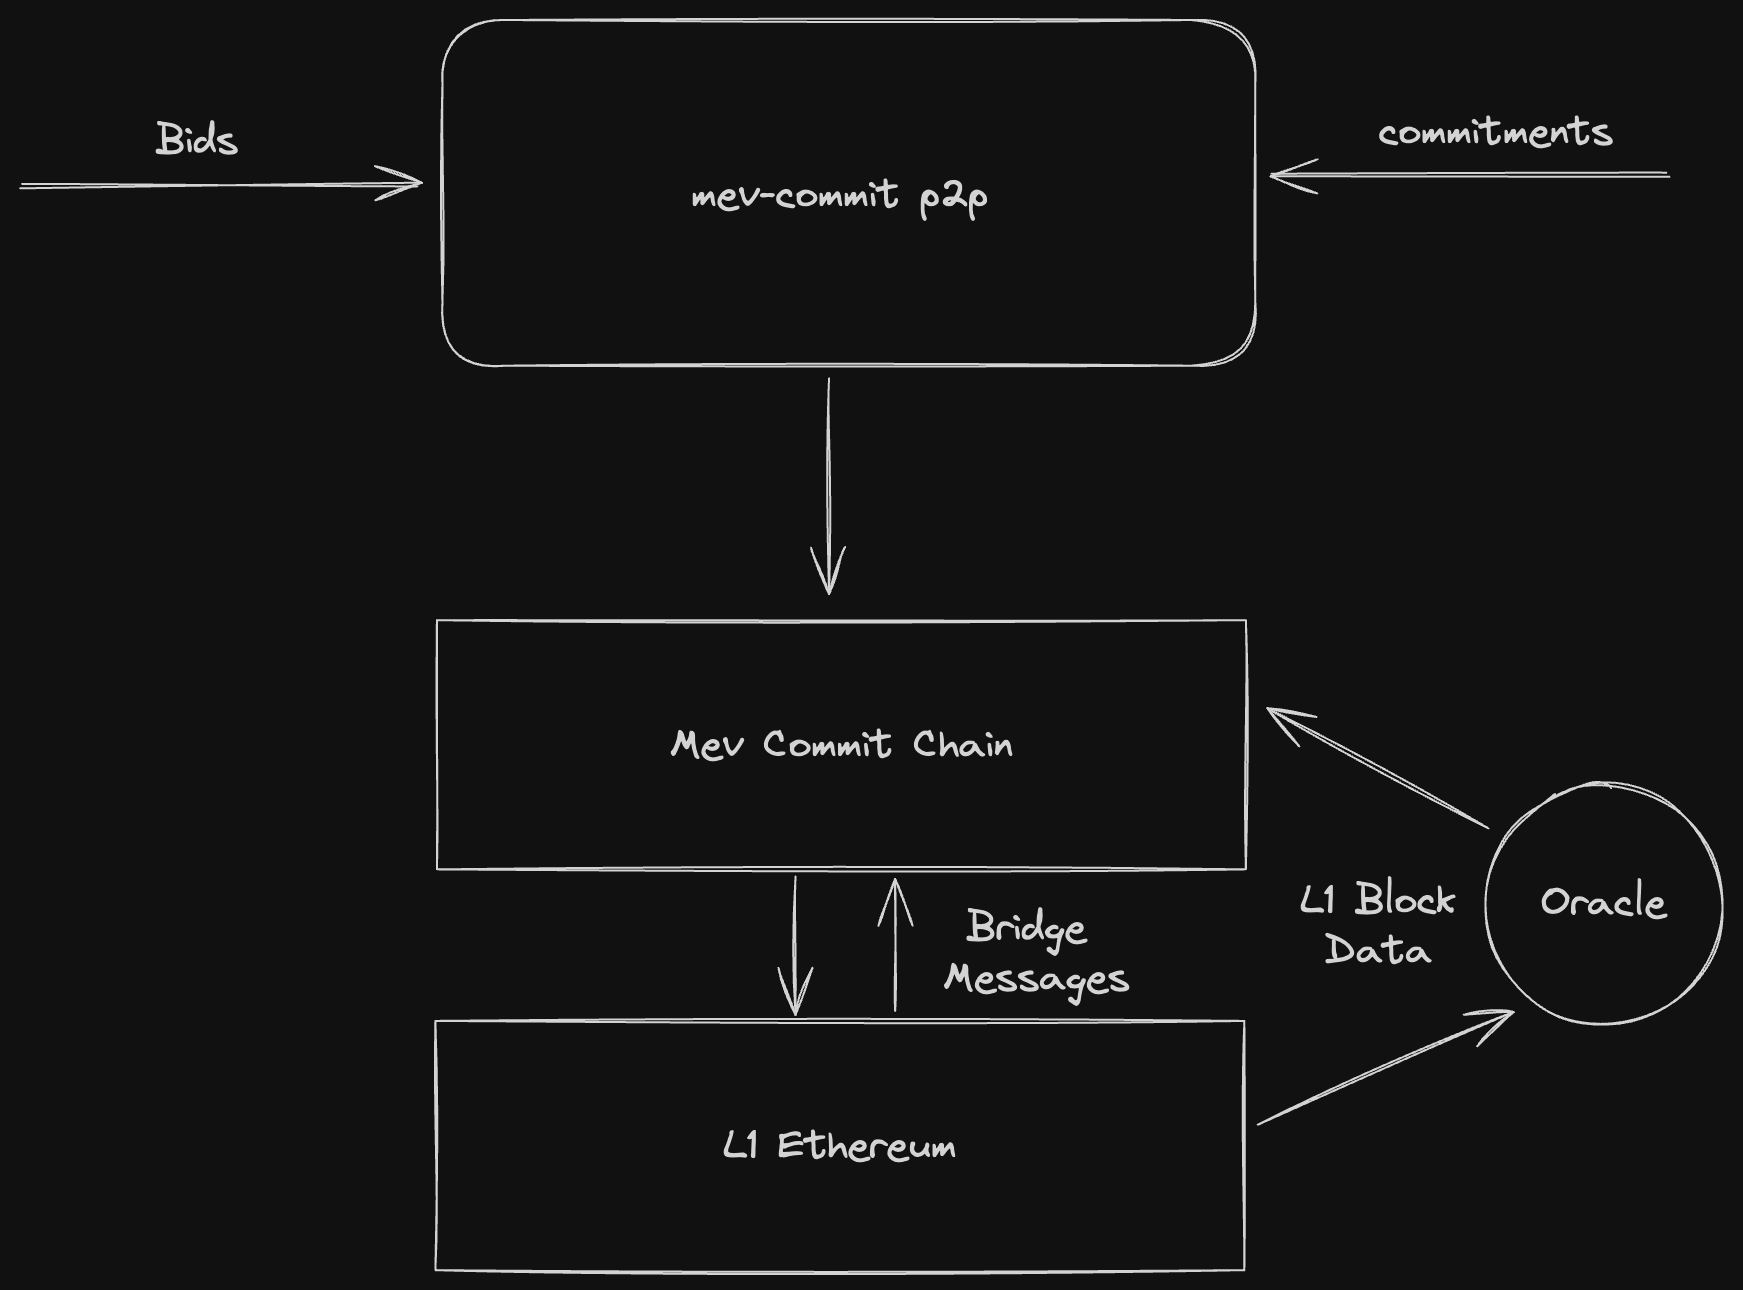 Bids
commitments
mev-commit p2p
Mev Commit Chain
L1 Block
Data
Oracle
Bridge
Messages
L1 Ethereum